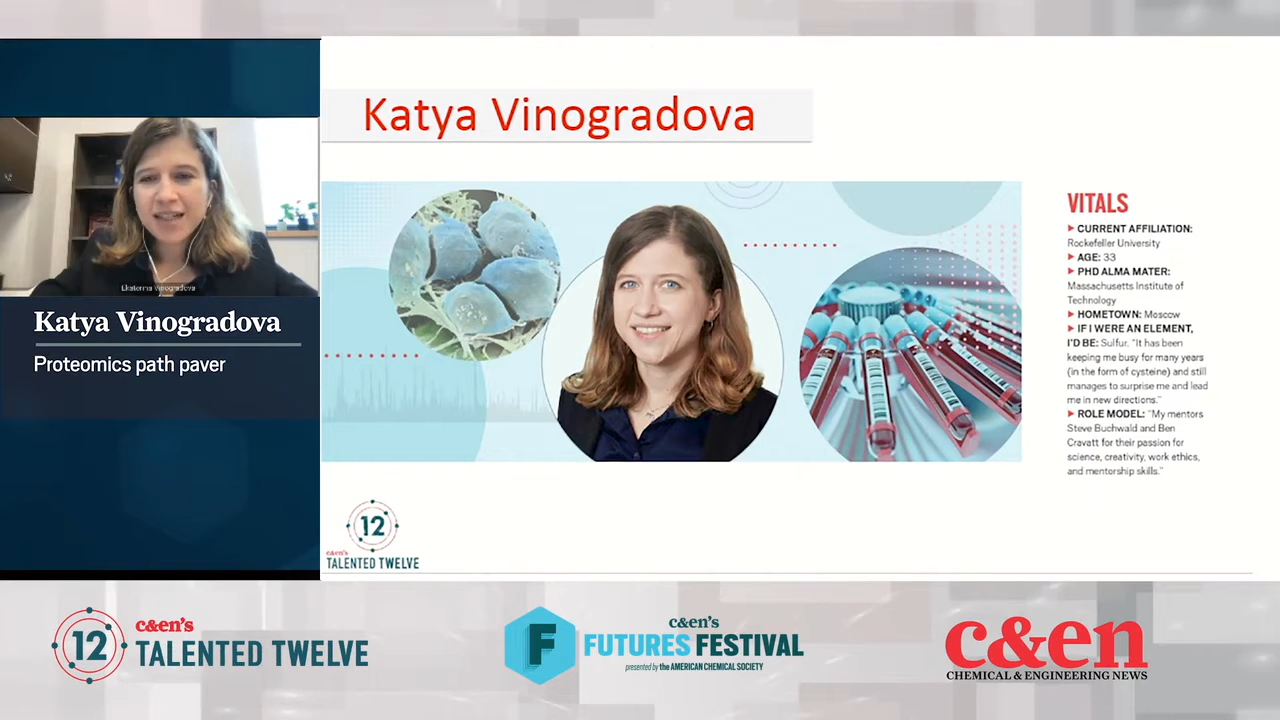 Katya Vinogradova
Ekaterina Vinogradova
Katya Vinogradova
Proteomics path paver
VITALS
CURRENT AFFILIATION:
Rockefeller University
AGE: 33
PHD ALMA MATER:
Massachusetts Institute of
Technology
HOMETOWN: Moscow
IF I WERE AN ELEMENT,
I'D BE: Sulfur. "It has been
keeping me busy for many years
(in the form of cysteine) and still
manages to surprise me and lead
me in new directions."
ROLE MODEL: "My mentors
Steve Buchwald and Ben
Cravatt for their passion for
science, creativity, work ethics,
and mentorship skills."
12
c&en's
TALENTED TWELVE
12
c&en's
TALENTED TWELVE
F
c&en's
FUTURES FESTIVAL
presented by the AMERICAN CHEMICAL SOCIETY
c&en
CHEMICAL & ENGINEERING NEWS